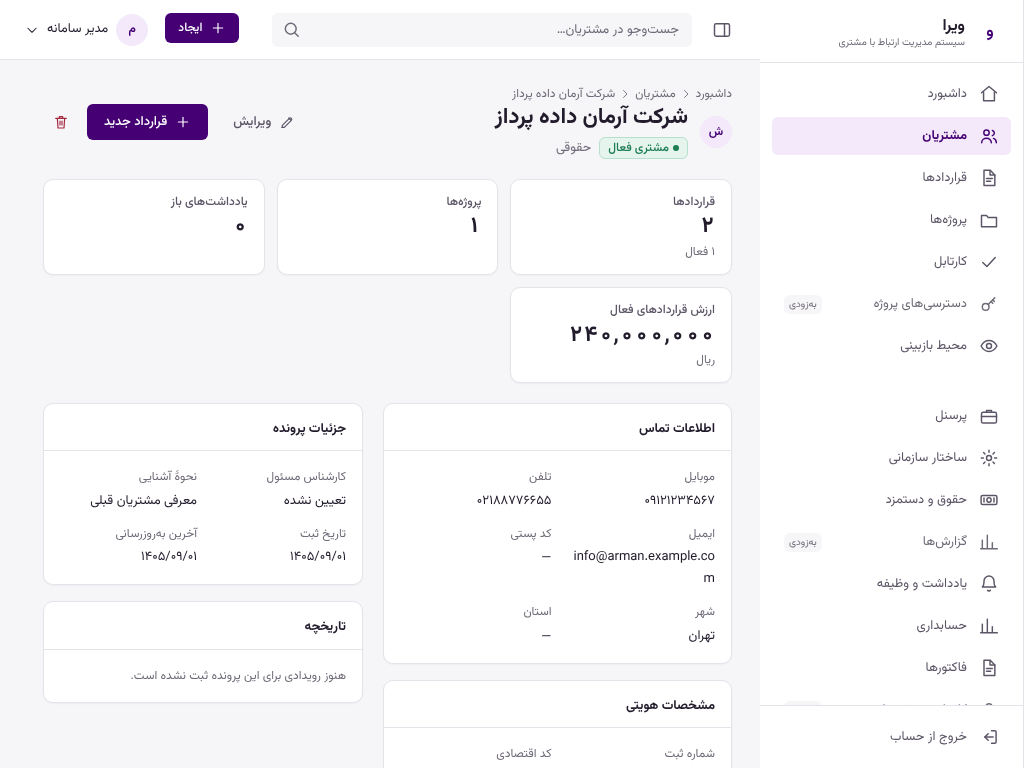 و
ویرا
سیستم مدیریت ارتباط با مشتری
داشبورد
مشتریان
قراردادها
پروژه‌ها
کارتابل
دسترسی‌های پروژه
به‌زودی
محیط بازبینی
پرسنل
ساختار سازمانی
حقوق و دستمزد
گزارش‌ها
به‌زودی
یادداشت و وظیفه
حسابداری
فاکتورها
خروج از حساب
جست‌وجو در مشتریان...
ایجاد
م
مدیر سامانه
داشبورد
مشتریان
شرکت آرمان داده پرداز
ش
شرکت آرمان داده پرداز
مشتری فعال
حقوقی
ویرایش
قرارداد جدید
قراردادها
۲
۱ فعال
پروژه‌ها
۱
یادداشت‌های باز
۰
ارزش قراردادهای فعال
۲۴۰,۰۰۰,۰۰۰
ریال
اطلاعات تماس
موبایل
۰۹۱۲۱۲۳۴۵۶۷
تلفن
۰۲۱۸۸۷۷۶۶۵۵
ایمیل
info@arman.example.co
m
کد پستی
—
شهر
تهران
استان
—
مشخصات هویتی
شماره ثبت
کد اقتصادی
جزئیات پرونده
کارشناس مسئول
تعیین نشده
نحوهٔ آشنایی
معرفی مشتریان قبلی
تاریخ ثبت
۱۴۰۵/۰۹/۰۱
آخرین به‌روزرسانی
۱۴۰۵/۰۹/۰۱
تاریخچه
هنوز رویدادی برای این پرونده ثبت نشده است.